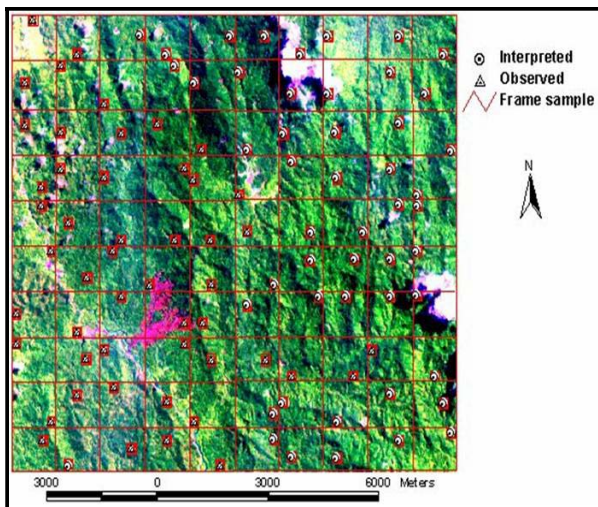 Interpreted
Observed
Frame sample
N
3000 0 3000 6000 Meters